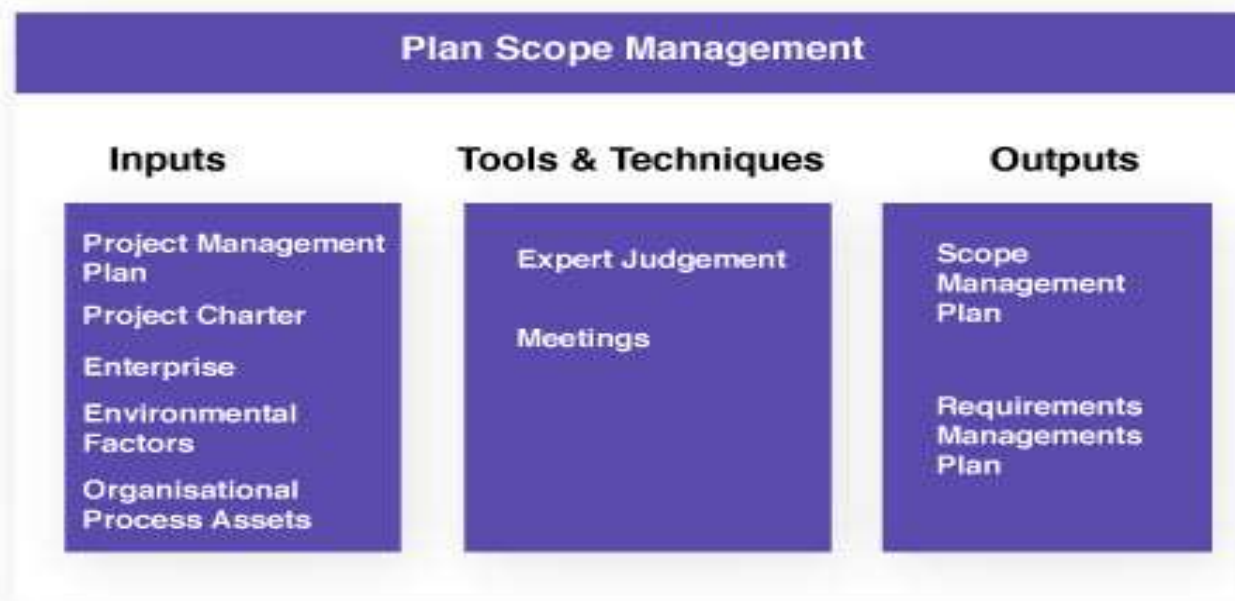 Plan Scope Management
Inputs
Project Management
Plan
Project Charter
Enterprise
Environmental
Factors
Organisational
Process Assets
Tools & Techniques
Expert Judgement
Meetings
Outputs
Scope
Management
Plan
Requirements
Managements
Plan